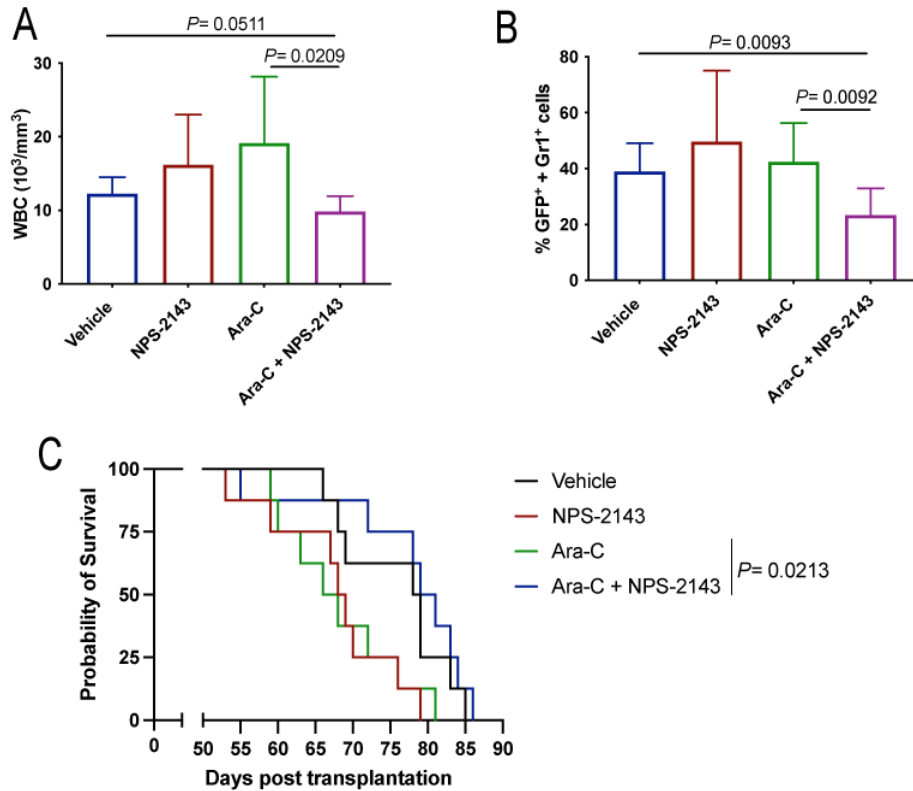 A
P= 0.0511
P= 0.0209
WBC (10³/mm³)
30
20
10
0
Vehicle
NPS-2143
Ara-C
Ara-C + NPS-2143
B
P= 0.0093
P= 0.0092
% GFP⁺ + Gr1⁺ cells
80
60
40
20
0
Vehicle
NPS-2143
Ara-C
Ara-C + NPS-2143
C
Probability of Survival
100
75
50
25
0
0 50 55 60 65 70 75 80 85 90
Days post transplantation
Vehicle
NPS-2143
Ara-C
Ara-C + NPS-2143
P= 0.0213